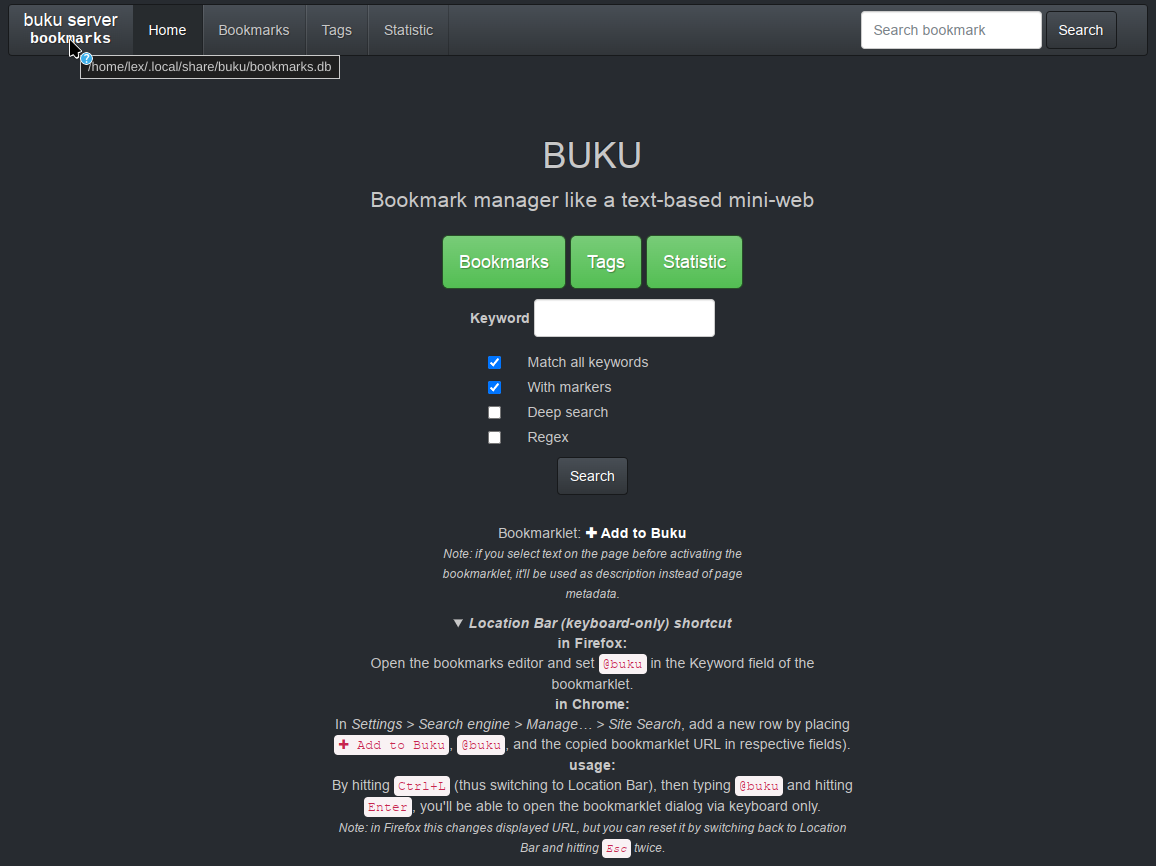 buku server
bookmarks
Home
Bookmarks
Tags
Statistic
Search bookmark
Search
/home/lex/.local/share/buku/bookmarks.db
BUKU
Bookmark manager like a text-based mini-web
Bookmarks
Tags
Statistic
Keyword
Match all keywords
With markers
Deep search
Regex
Search
Bookmarklet: ✚ Add to Buku
Note: if you select text on the page before activating the
bookmarklet, it'll be used as description instead of page
metadata.
▼ Location Bar (keyboard-only) shortcut
in Firefox:
Open the bookmarks editor and set @buku in the Keyword field of the
bookmarklet.
in Chrome:
In Settings > Search engine > Manage… > Site Search, add a new row by placing
✚ Add to Buku, @buku, and the copied bookmarklet URL in respective fields).
usage:
By hitting Ctrl+L (thus switching to Location Bar), then typing @buku and hitting
Enter, you'll be able to open the bookmarklet dialog via keyboard only.
Note: in Firefox this changes displayed URL, but you can reset it by switching back to Location
Bar and hitting Esc twice.